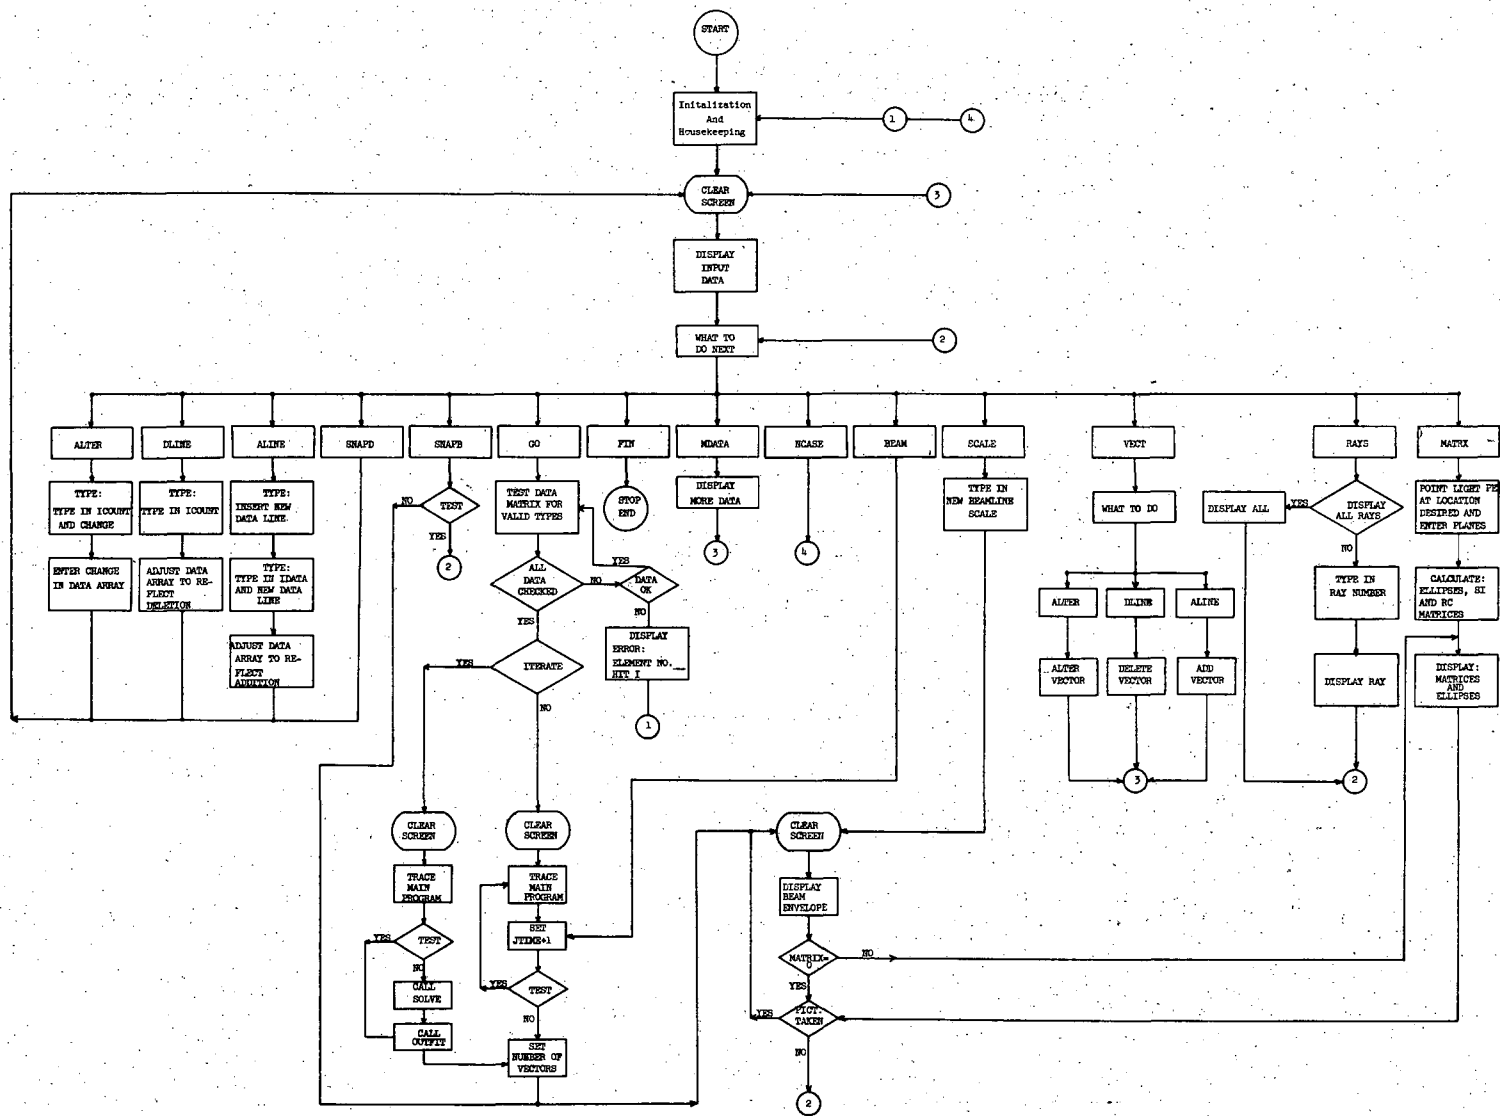 START
Initalization
And
Housekeeping
1
4
CLEAR
SCREEN
3
DISPLAY
INPUT
DATA
WHAT TO
DO NEXT
2
ALTER
DLINE
ALINE
SNAPD
SNAPB
GO
FIN
MDATA
NCASE
BEAM
SCALE
VECT
RAYS
MATRX
TYPE:
TYPE IN ICOUNT
AND CHANGE
TYPE:
TYPE IN ICOUNT
TYPE:
INSERT NEW
DATA LINE
NO
TEST
YES
2
TEST DATA
MATRIX FOR
VALID TYPES
STOP
END
DISPLAY
MORE DATA
3
4
TYPE IN
NEW BEAMLINE
SCALE
WHAT TO DO
DISPLAY ALL
YES
DISPLAY
ALL RAYS
NO
POINT LIGHT PE
AT LOCATION
DESIRED AND
ENTER PLANES
ENTER CHANGE
IN DATA ARRAY
ADJUST DATA
ARRAY TO RE-
FLECT
DELETION
TYPE:
TYPE IN IDATA
AND NEW DATA
LINE
ADJUST DATA
ARRAY TO RE-
FLECT
ADDITION
ALL
DATA
CHECKED
NO
YES
DATA
OK
NO
YES
DISPLAY
ERROR:
ELEMENT NO. __
HIT I
1
YES
ITERATE
NO
ALTER
DLINE
ALINE
ALTER
VECTOR
DELETE
VECTOR
ADD
VECTOR
3
TYPE IN
RAY NUMBER
DISPLAY RAY
2
CALCULATE:
ELLIPSES, SI
AND RC
MATRICES
DISPLAY:
MATRICES
AND
ELLIPSES
CLEAR
SCREEN
TRACE
MAIN
PROGRAM
YES
TEST
NO
CALL
SOLVE
CALL
OUTFIT
CLEAR
SCREEN
TRACE
MAIN
PROGRAM
SET
JTIME+1
YES
TEST
NO
SET
NUMBER OF
VECTORS
CLEAR
SCREEN
DISPLAY
BEAM
ENVELOPE
MATRIX=
0
NO
YES
YES
PICT.
TAKEN
NO
2